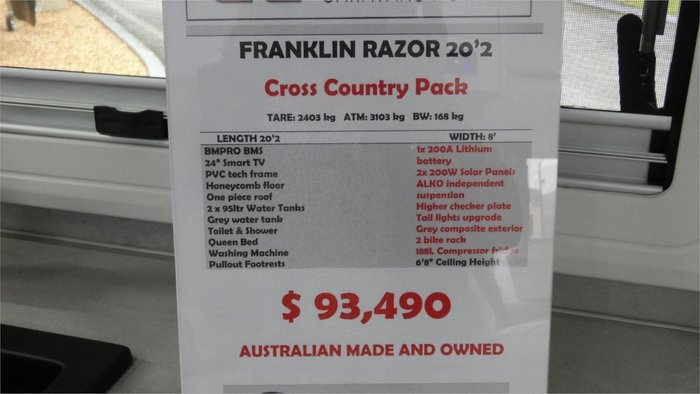 FRANKLIN RAZOR 20'2
Cross Country Pack
TARE: 2403 kg ATM: 3103 kg BW: 168 kg
LENGTH 20'2
WIDTH: 8'
BMPRO BMS
24" Smart TV
PVC tech frame
Honeycomb floor
One piece roof
2 x 95ltr Water Tanks
Grey water tank
Toilet & Shower
Queen Bed
Washing Machine
Pullout Footrests
1x 200A Lithium
battery
2x 200W Solar Panels
ALKO independent
suspension
Higher checker plate
Tail lights upgrade
Grey composite exterior
2 bike rack
188L Compressor fridge
6'8" Ceiling Height
$ 93,490
AUSTRALIAN MADE AND OWNED